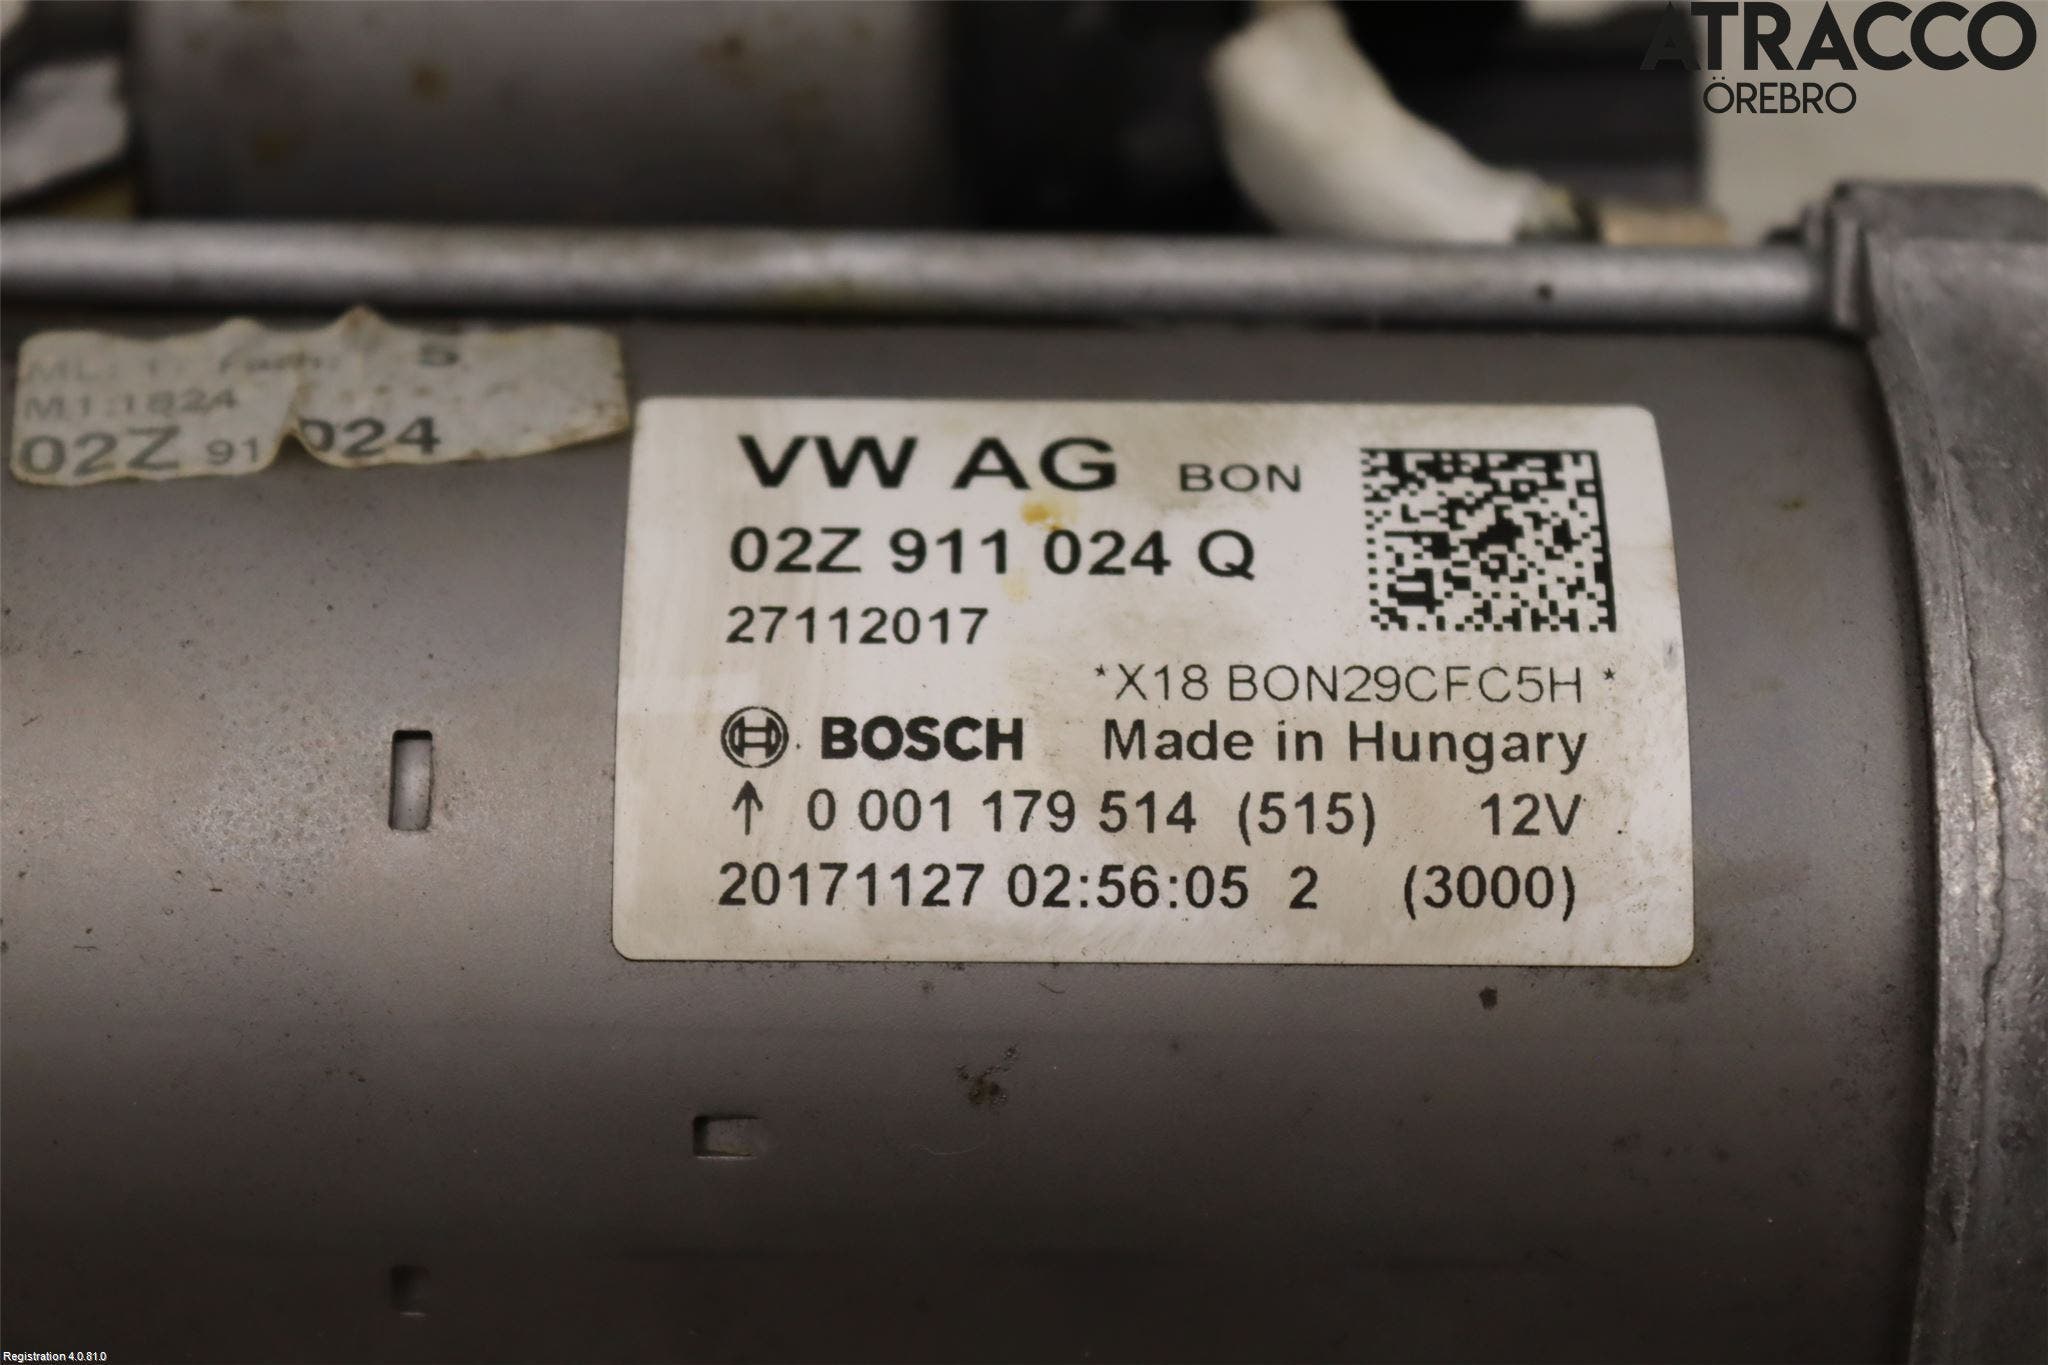 ATRACCO
ÖREBRO
5
M1:1824
02Z 91 024
VW AG BON
02Z 911 024 Q
27112017
*X18 BON29CFC5H *
BOSCH Made in Hungary
↑ 0 001 179 514 (515) 12V
20171127 02:56:05 2 (3000)
Registration 4.0.81.0